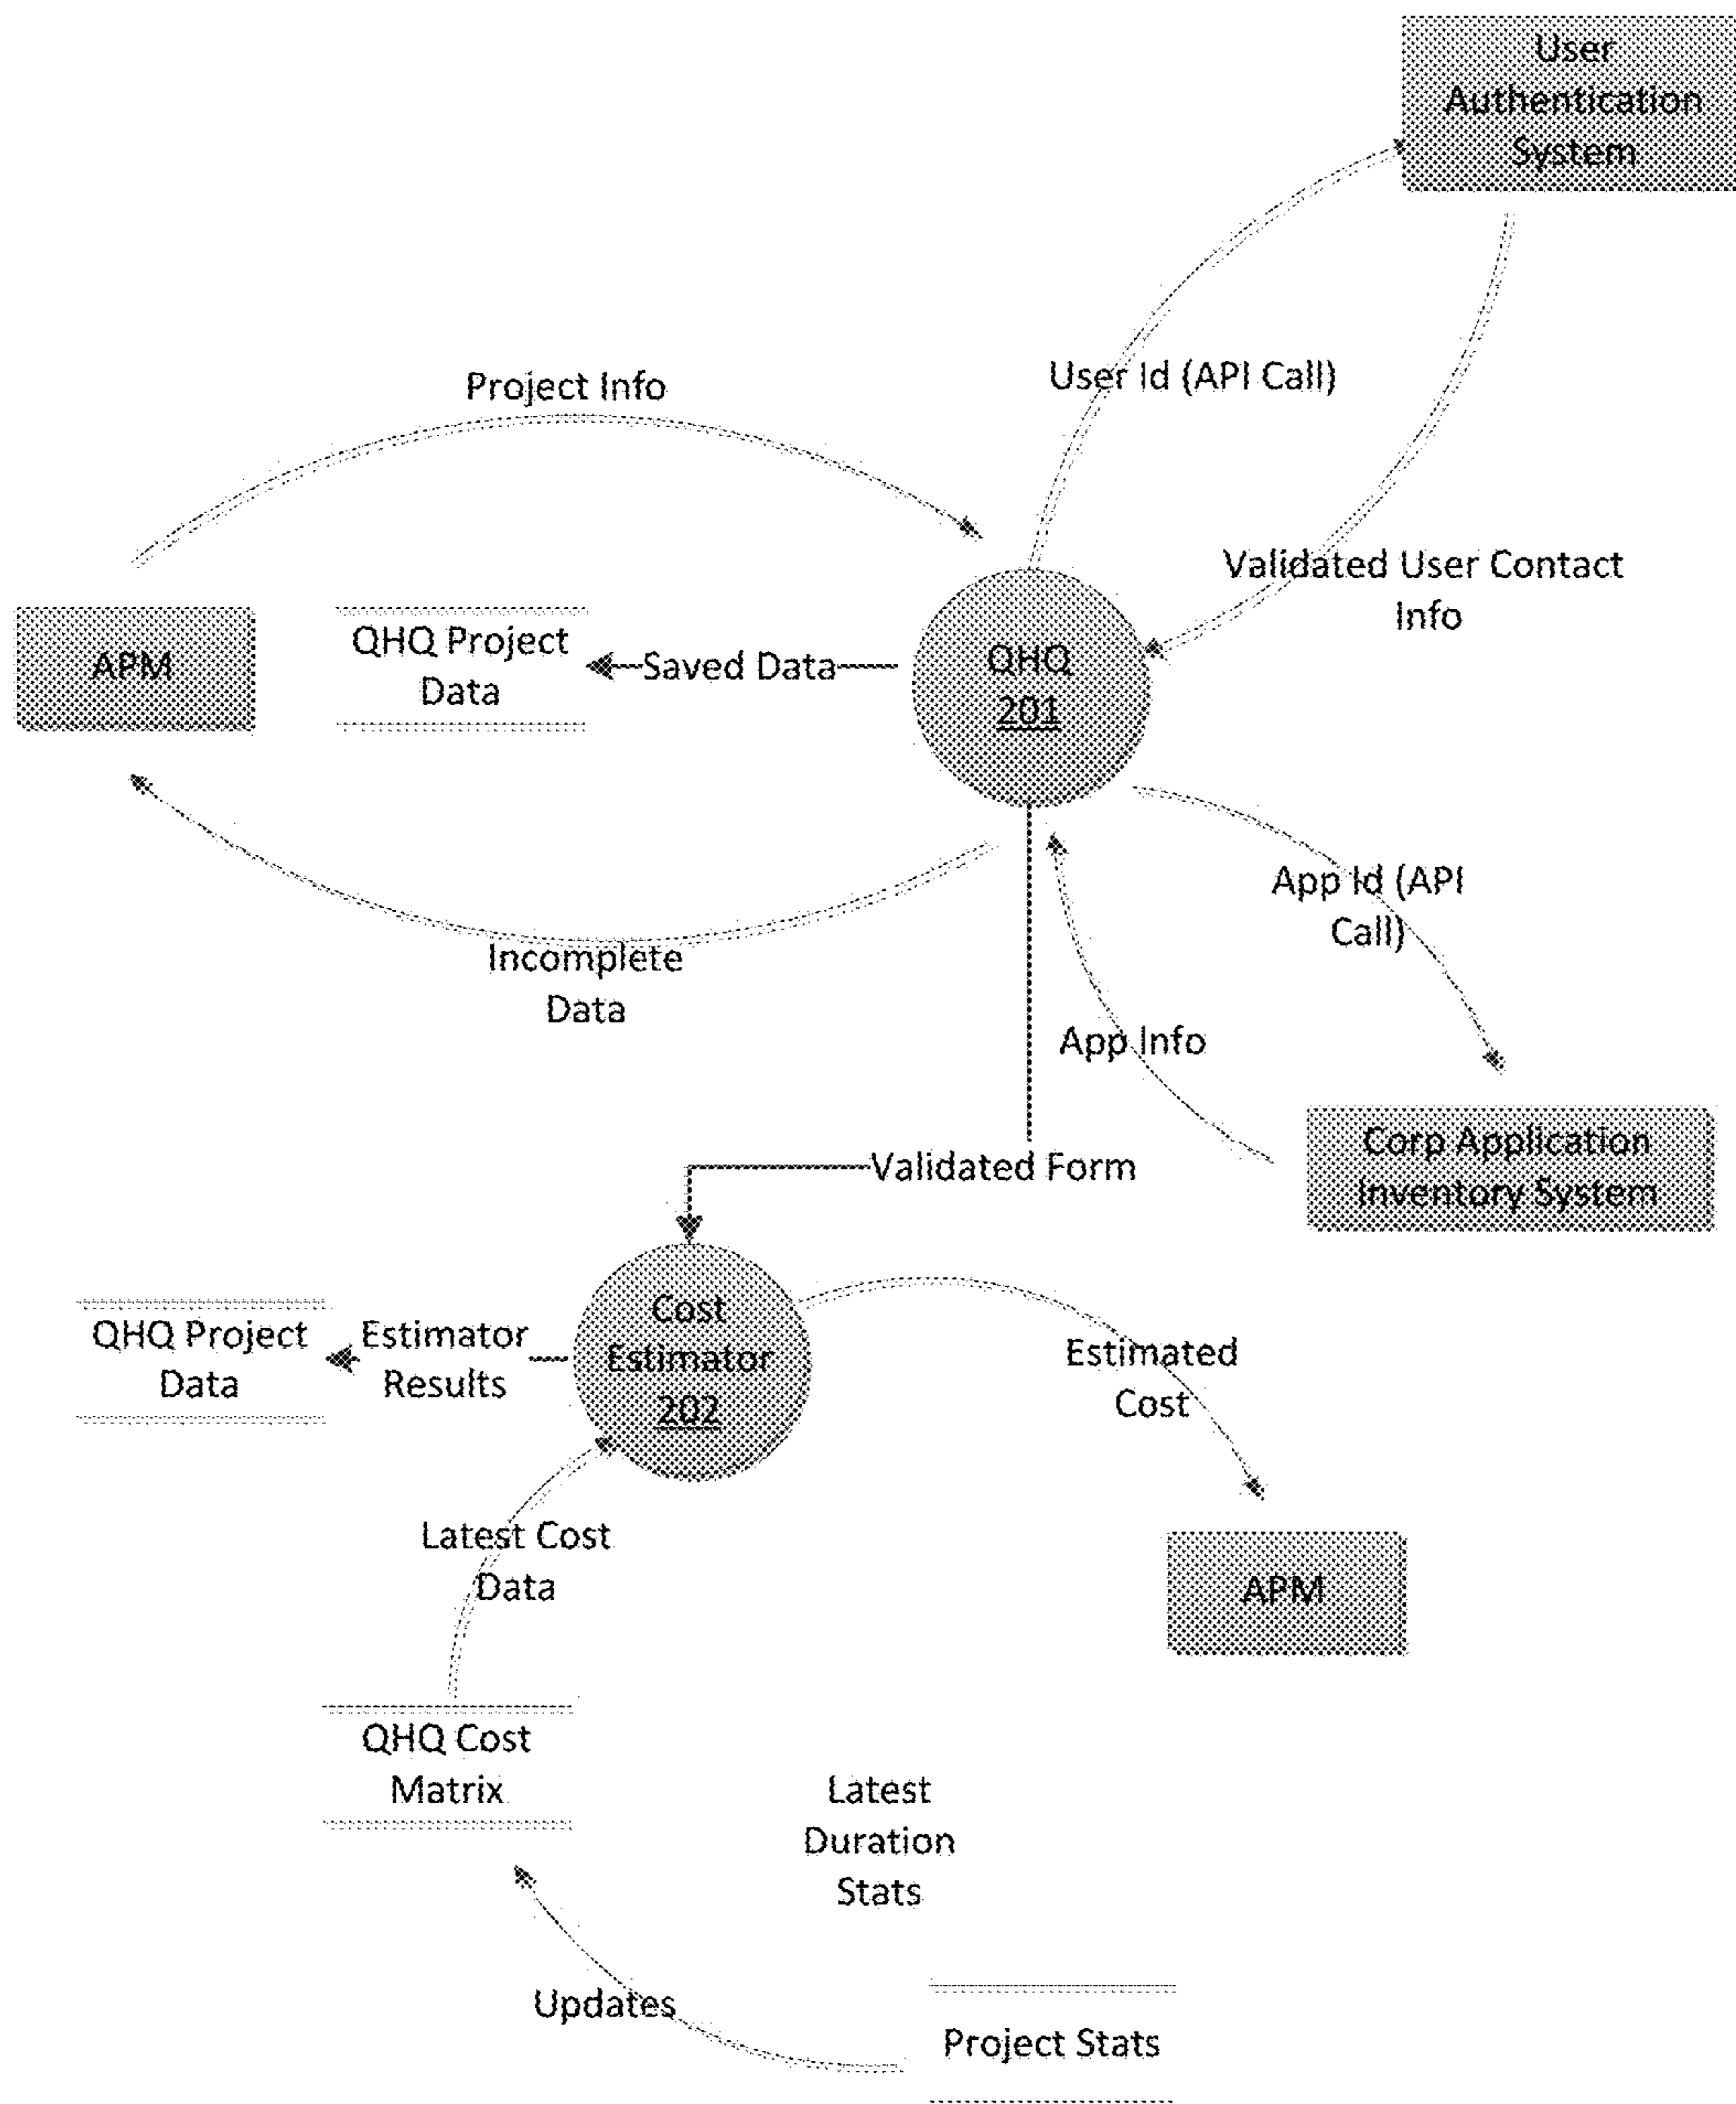 User
Authentication
System
Project Info
User Id (API Call)
Validated User Contact
Info
APM
QHQ Project
Data
Saved Data
QHQ
201
App Id (API
Call)
Incomplete
Data
App Info
Corp Application
Inventory System
Validated Form
QHQ Project
Data
Estimator
Results
Cost
Estimator
202
Estimated
Cost
Latest Cost
Data
APM
QHQ Cost
Matrix
Latest
Duration
Stats
Updates
Project Stats